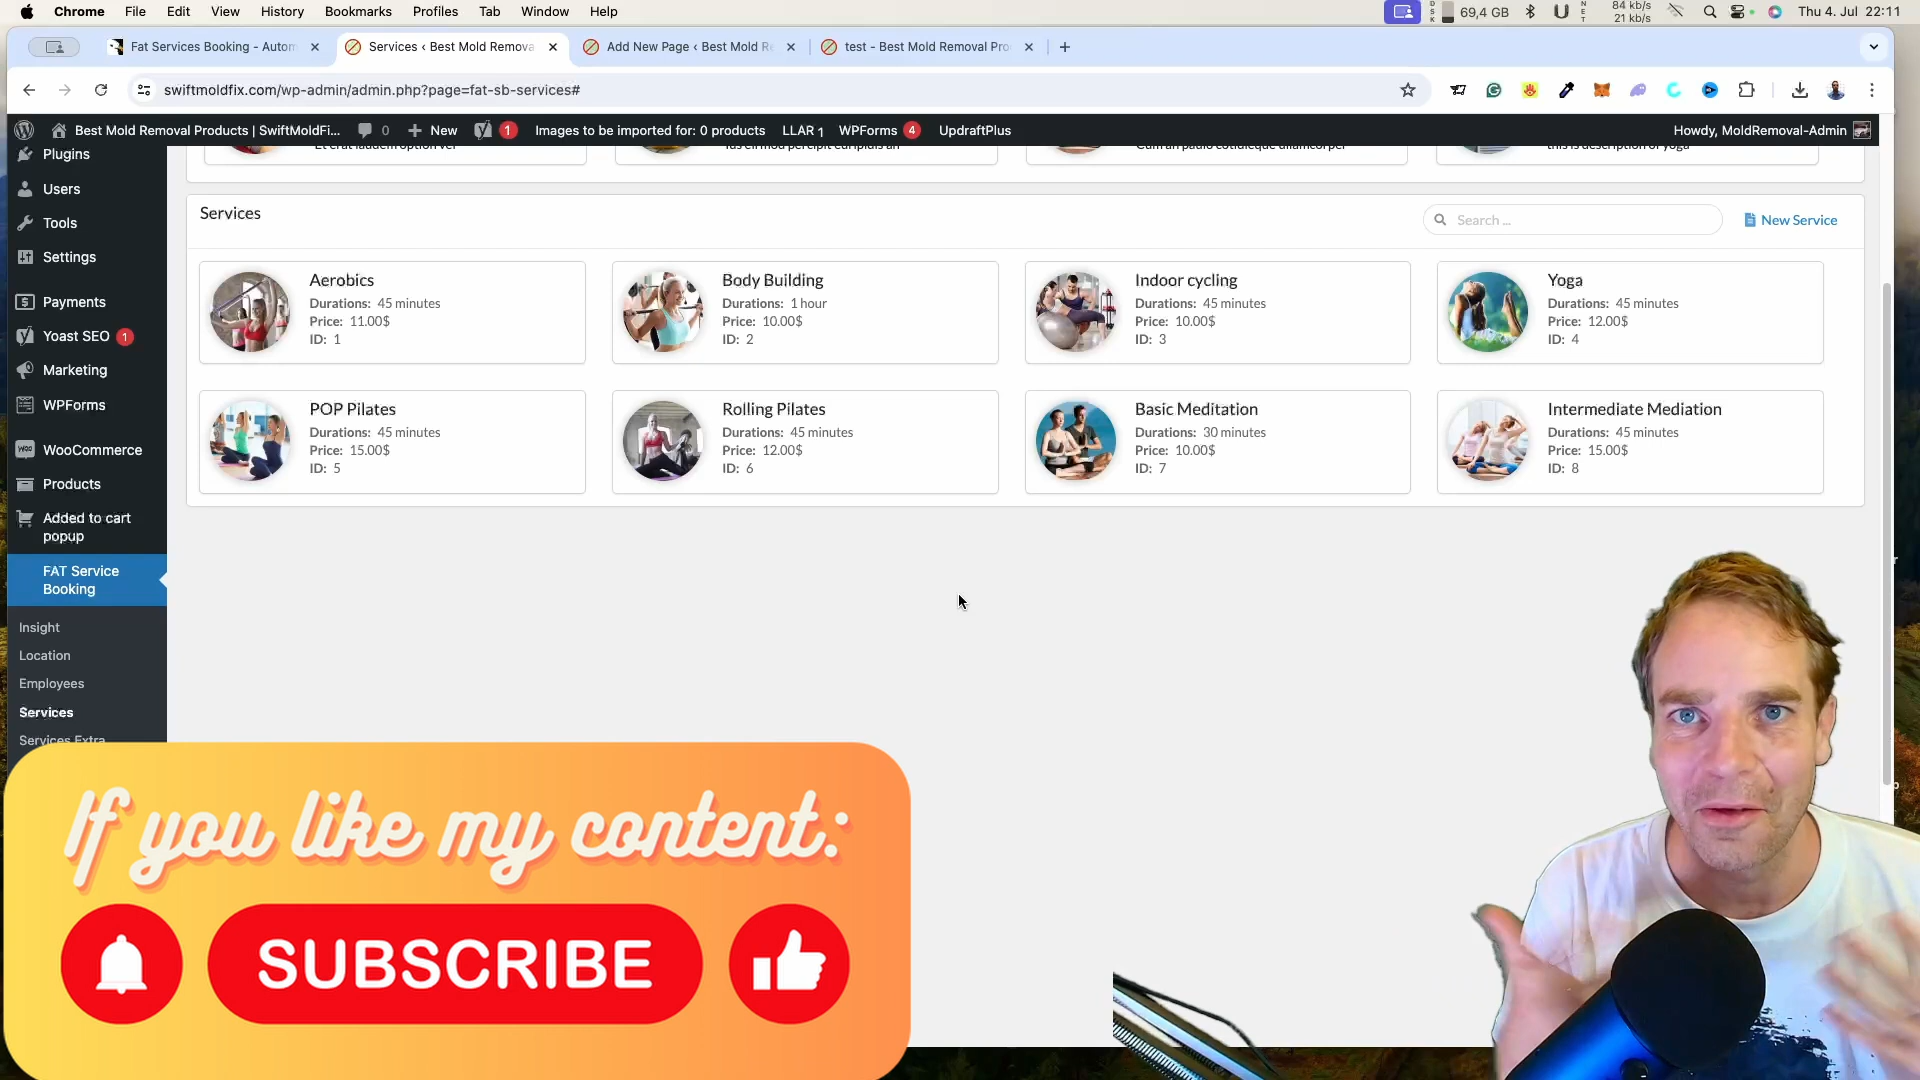 Chrome File Edit View History Bookmarks Profiles Tab Window Help 69,4 GB 84 kb/s 21 kb/s Thu 4. Jul 22:11
Fat Services Booking - Autom Services ‹ Best Mold Remova Add New Page ‹ Best Mold Re test - Best Mold Removal Pro
swiftmoldfix.com/wp-admin/admin.php?page=fat-sb-services#
Best Mold Removal Products | SwiftMoldFi... 0 New 1 Images to be imported for: 0 products LLAR 1 WPForms 4 UpdraftPlus Howdy, MoldRemoval-Admin
Plugins
Users
Tools
Settings
Payments
Yoast SEO 1
Marketing
WPForms
WooCommerce
Products
Added to cart
popup
FAT Service
Booking
Insight
Location
Employees
Services
Services Extra
Services
Search ...
New Service
Aerobics
Durations: 45 minutes
Price: 11.00$
ID: 1
Body Building
Durations: 1 hour
Price: 10.00$
ID: 2
Indoor cycling
Durations: 45 minutes
Price: 10.00$
ID: 3
Yoga
Durations: 45 minutes
Price: 12.00$
ID: 4
POP Pilates
Durations: 45 minutes
Price: 15.00$
ID: 5
Rolling Pilates
Durations: 45 minutes
Price: 12.00$
ID: 6
Basic Meditation
Durations: 30 minutes
Price: 10.00$
ID: 7
Intermediate Mediation
Durations: 45 minutes
Price: 15.00$
ID: 8
If you like my content:
SUBSCRIBE